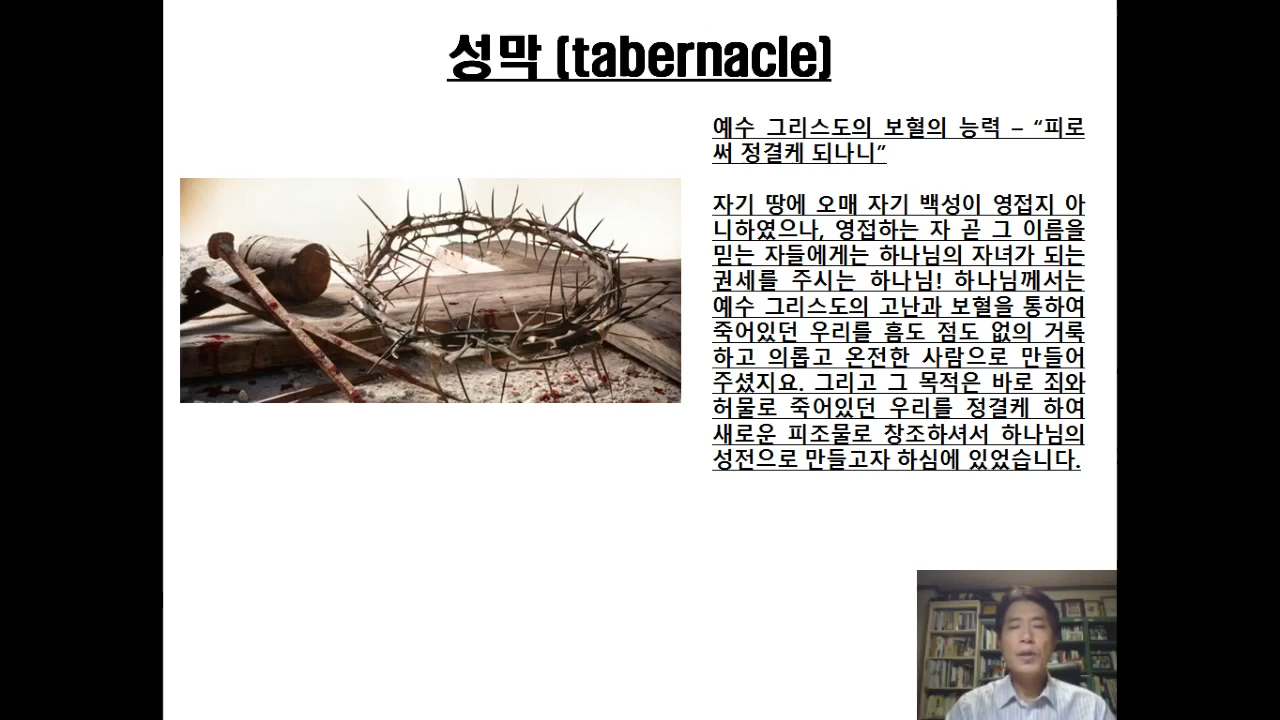 성막 (tabernacle)
예수 그리스도의 보혈의 능력 – “피로
써 정결케 되나니”
자기 땅에 오매 자기 백성이 영접지 아
니하였으나, 영접하는 자 곧 그 이름을
믿는 자들에게는 하나님의 자녀가 되는
권세를 주시는 하나님! 하나님께서는
예수 그리스도의 고난과 보혈을 통하여
죽어있던 우리를 흠도 점도 없의 거룩
하고 의롭고 온전한 사람으로 만들어
주셨지요. 그리고 그 목적은 바로 죄와
허물로 죽어있던 우리를 정결케 하여
새로운 피조물로 창조하셔서 하나님의
성전으로 만들고자 하심에 있었습니다.